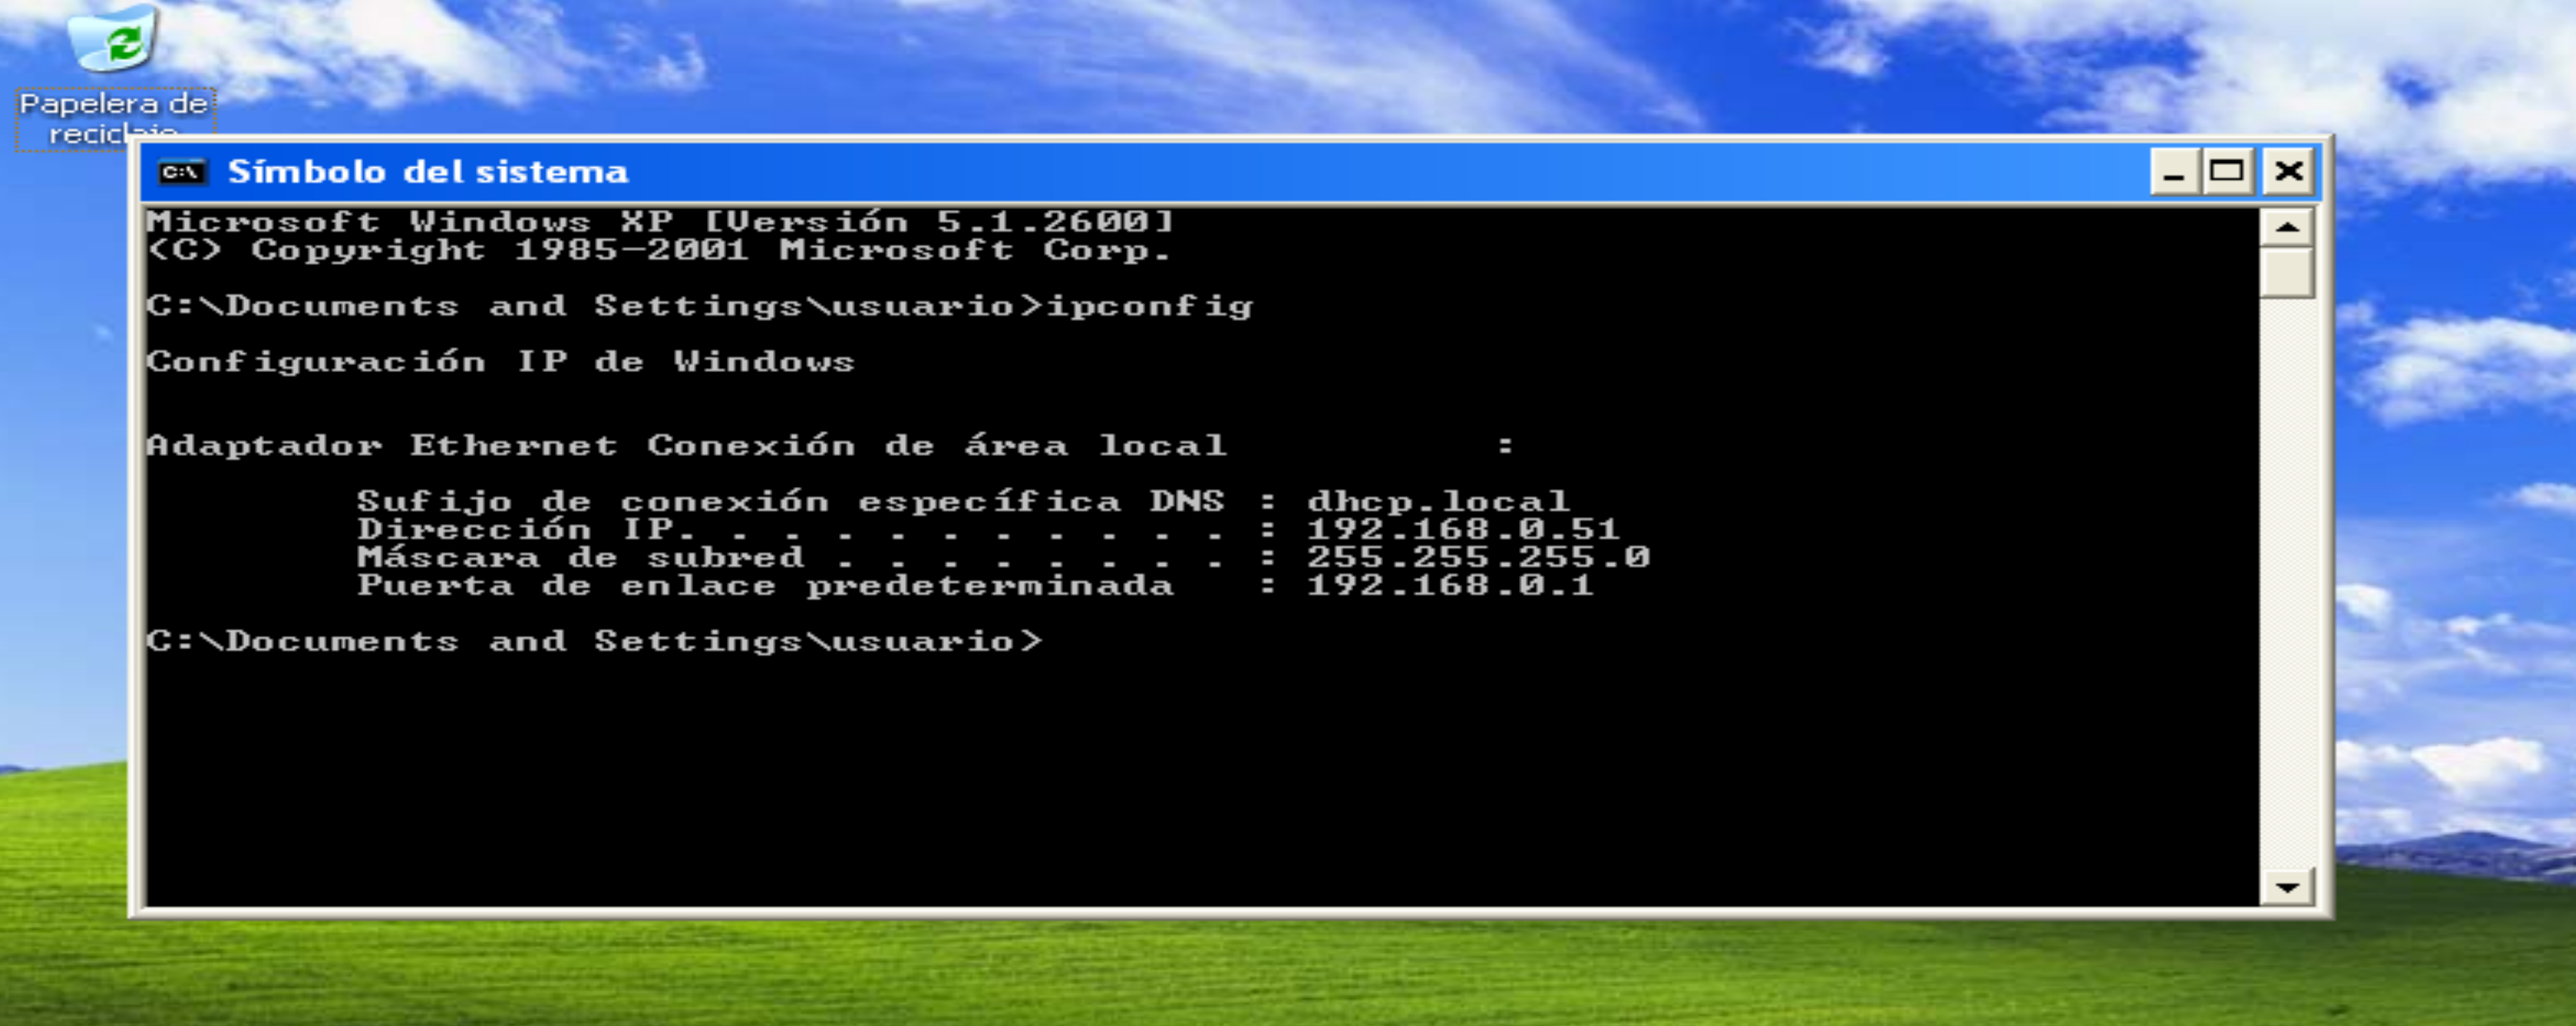 Papelera de
reciclaje
Símbolo del sistema
Microsoft Windows XP [Versión 5.1.2600]
(C) Copyright 1985-2001 Microsoft Corp.
C:\Documents and Settings\usuario>ipconfig
Configuración IP de Windows
Adaptador Ethernet Conexión de área local          :
Sufijo de conexión específica DNS : dhcp.local
Dirección IP. . . . . . . . . . . : 192.168.0.51
Máscara de subred . . . . . . . . : 255.255.255.0
Puerta de enlace predeterminada   : 192.168.0.1
C:\Documents and Settings\usuario>